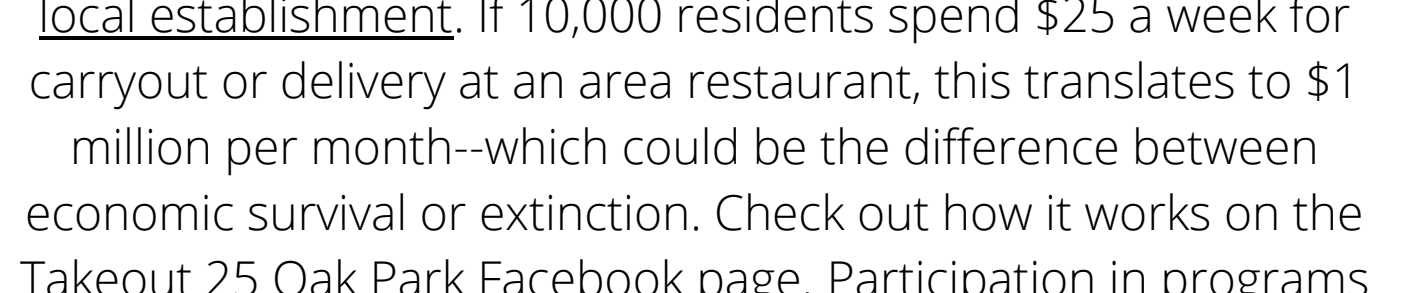 local establishment. If 10,000 residents spend $25 a week for
carryout or delivery at an area restaurant, this translates to $1
million per month--which could be the difference between
economic survival or extinction. Check out how it works on the
Takeout 25 Oak Park Facebook page. Participation in programs